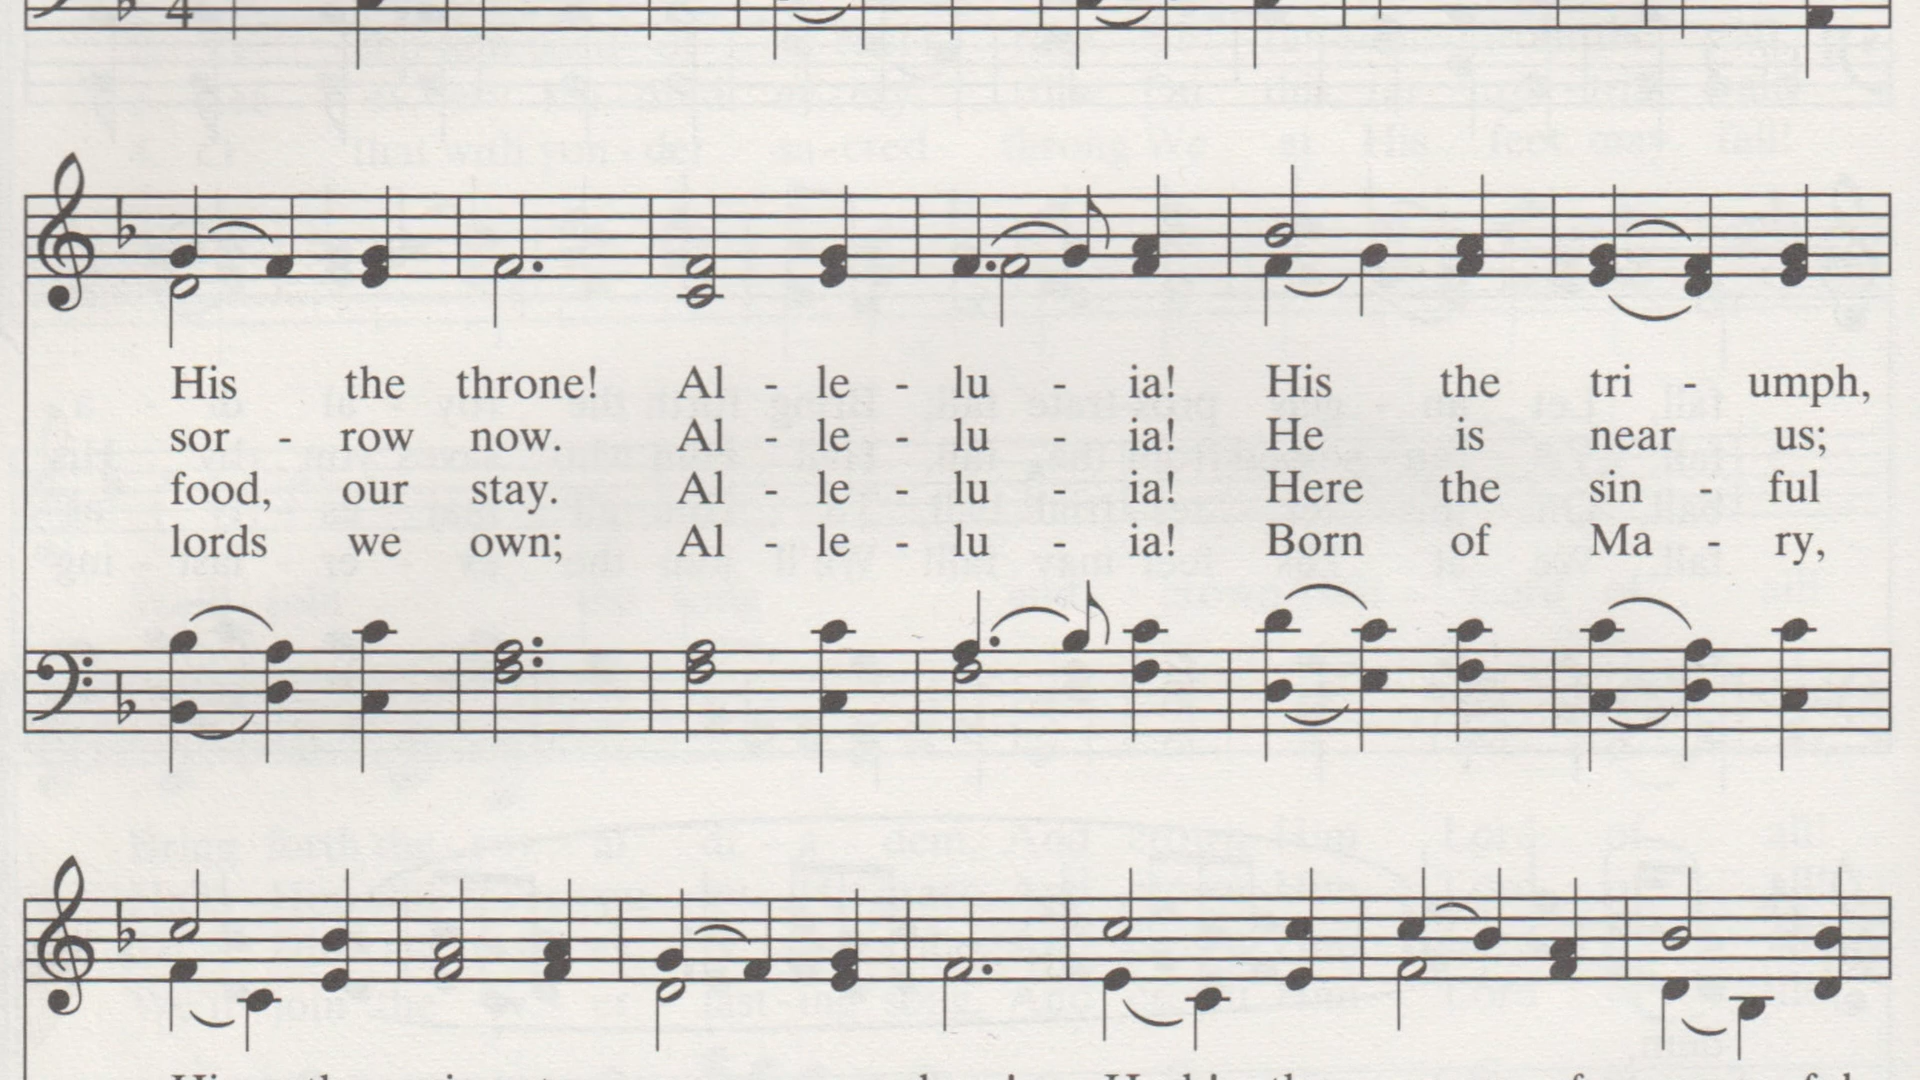 4
His the throne! Al - le - lu - ia! His the tri - umph,
sor - row now. Al - le - lu - ia! He is near us;
food, our stay. Al - le - lu - ia! Here the sin - ful
lords we own; Al - le - lu - ia! Born of Ma - ry,